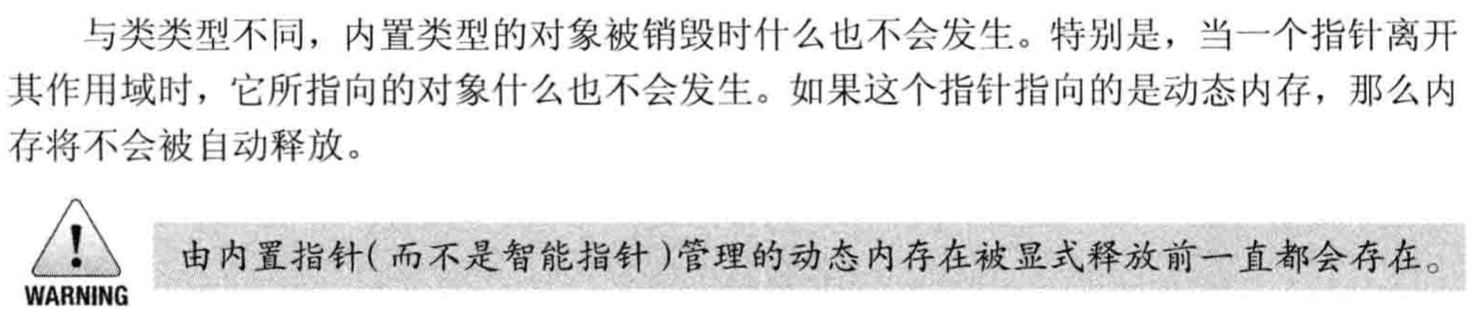 与类类型不同，内置类型的对象被销毁时什么也不会发生。特别是，当一个指针离开
其作用域时，它所指向的对象什么也不会发生。如果这个指针指向的是动态内存，那么内
存将不会被自动释放。
由内置指针(而不是智能指针)管理的动态内存在被显式释放前一直都会存在。
WARNING